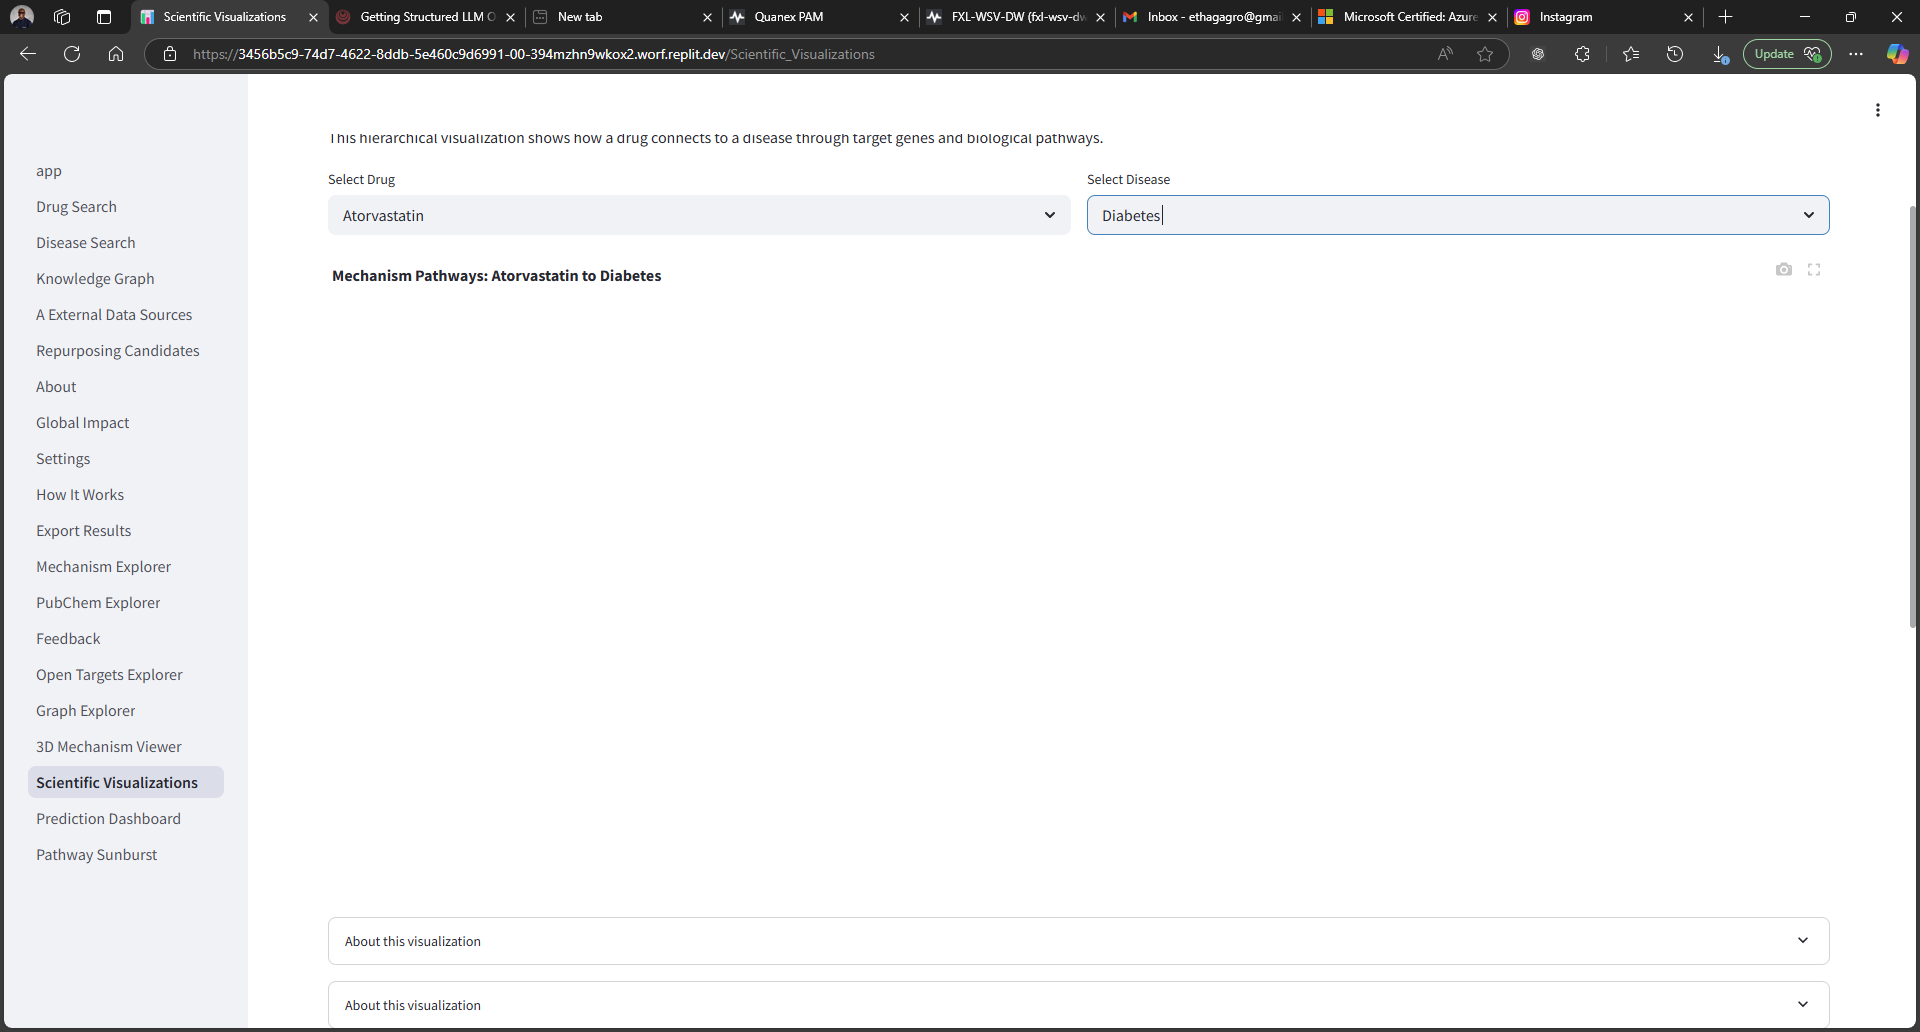 Scientific Visualizations
Getting Structured LLM O
New tab
Quanex PAM
FXL-WSV-DW (fxl-wsv-dw
Inbox - ethagagro@gmai
Microsoft Certified: Azure
Instagram
https://3456b5c9-74d7-4622-8ddb-5e460c9d6991-00-394mzhn9wkox2.worf.replit.dev/Scientific_Visualizations
Update
This hierarchical visualization shows how a drug connects to a disease through target genes and biological pathways.
app
Drug Search
Disease Search
Knowledge Graph
A External Data Sources
Repurposing Candidates
About
Global Impact
Settings
How It Works
Export Results
Mechanism Explorer
PubChem Explorer
Feedback
Open Targets Explorer
Graph Explorer
3D Mechanism Viewer
Scientific Visualizations
Prediction Dashboard
Pathway Sunburst
Select Drug
Atorvastatin
Select Disease
Diabetes
Mechanism Pathways: Atorvastatin to Diabetes
About this visualization
About this visualization